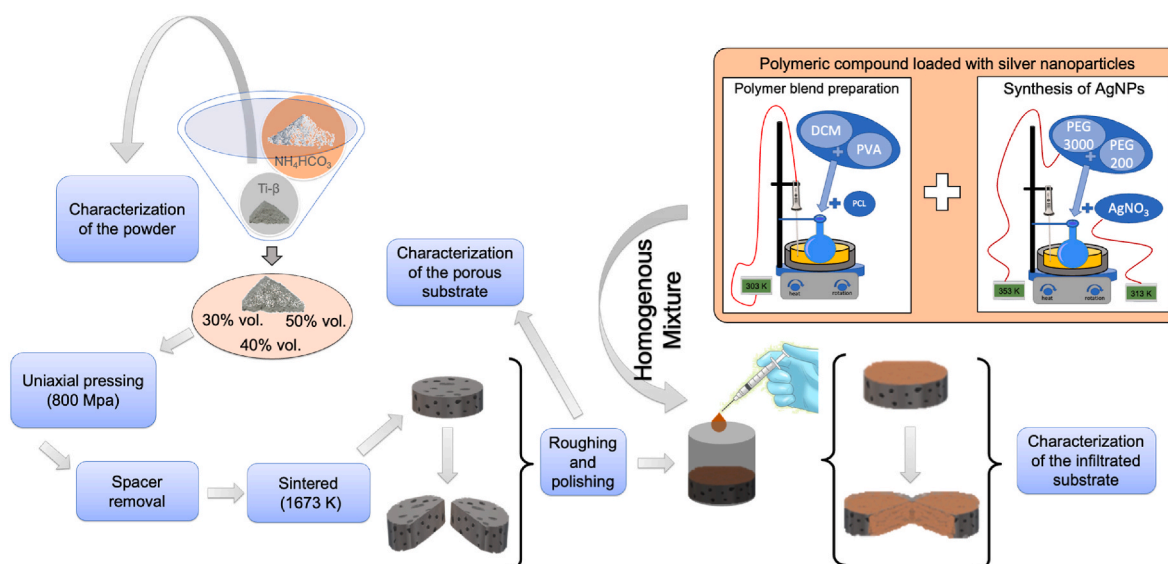 Polymeric compound loaded with silver nanoparticles
Polymer blend preparation
DCM
+
PVA
+
PCL
303 K
heat
rotation
Synthesis of AgNPs
PEG
3000
+
PEG
200
+
AgNO3
353 K
heat
rotation
313 K
NH4HCO3
Ti-β
Characterization
of the powder
30% vol.
50% vol.
40% vol.
Uniaxial pressing
(800 Mpa)
Spacer
removal
Sintered
(1673 K)
Characterization
of the porous
substrate
Roughing
and
polishing
Homogenous
Mixture
Characterization
of the infiltrated
substrate